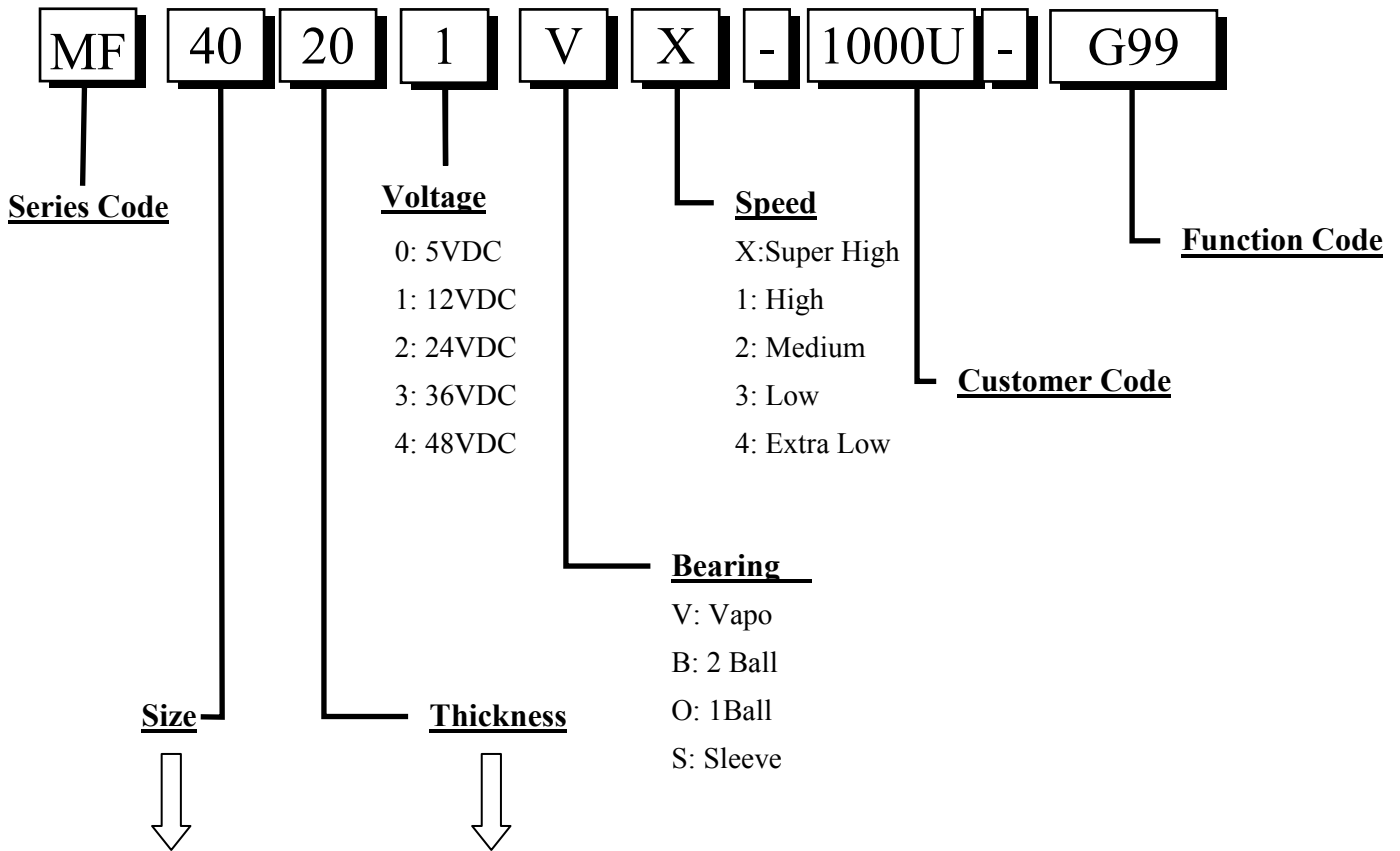 MF 40 20 1 V X - 1000U - G99
Series Code
Voltage
0: 5VDC
1: 12VDC
2: 24VDC
3: 36VDC
4: 48VDC
Speed
X:Super High
1: High
2: Medium
3: Low
4: Extra Low
Function Code
Customer Code
Bearing
V: Vapo
B: 2 Ball
O: 1Ball
S: Sleeve
Size
Thickness